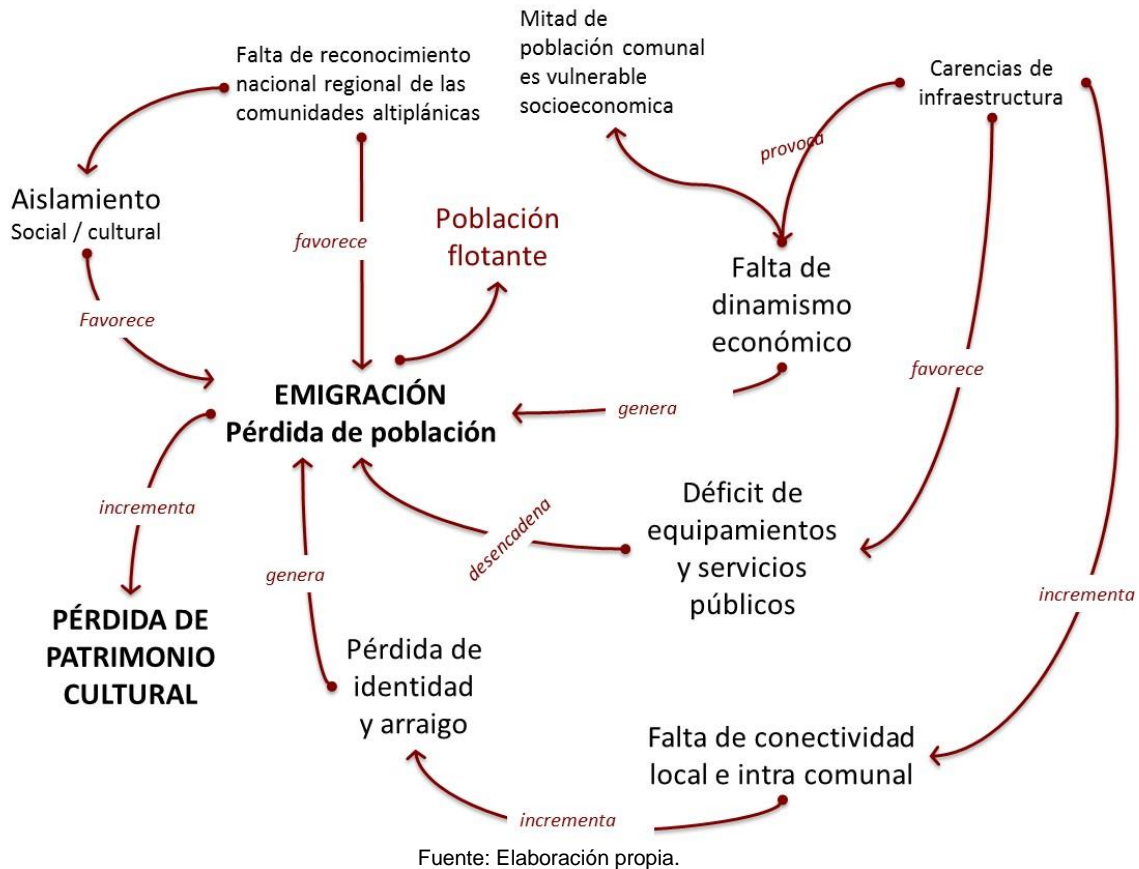 Mitad de
población comunal
es vulnerable
socioeconomica
Falta de reconocimiento
nacional regional de las
comunidades altiplánicas
Carencias de
infraestructura
provoca
Aislamiento
Social / cultural
Población
flotante
favorece
Falta de
dinamismo
económico
Favorece
favorece
EMIGRACIÓN
Pérdida de población
genera
incrementa
desencadena
Déficit de
equipamientos
y servicios
públicos
genera
incrementa
PÉRDIDA DE
PATRIMONIO
CULTURAL
Pérdida de
identidad
y arraigo
Falta de conectividad
local e intra comunal
incrementa
Fuente: Elaboración propia.